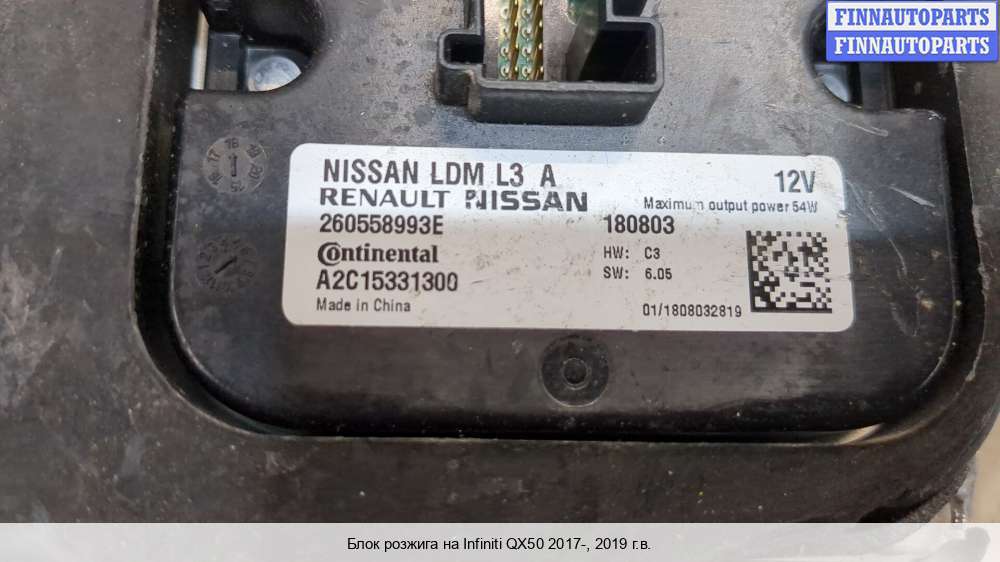 FINNAUTOPARTS
FINNAUTOPARTS
NISSAN LDM L3 A
12V
RENAULT NISSAN
Maximum output power 54W
260558993E
180803
Continental
HW: C3
A2C15331300
SW: 6.05
Made in China
01/1808032819
Блок розжига на Infiniti QX50 2017-, 2019 г.в.